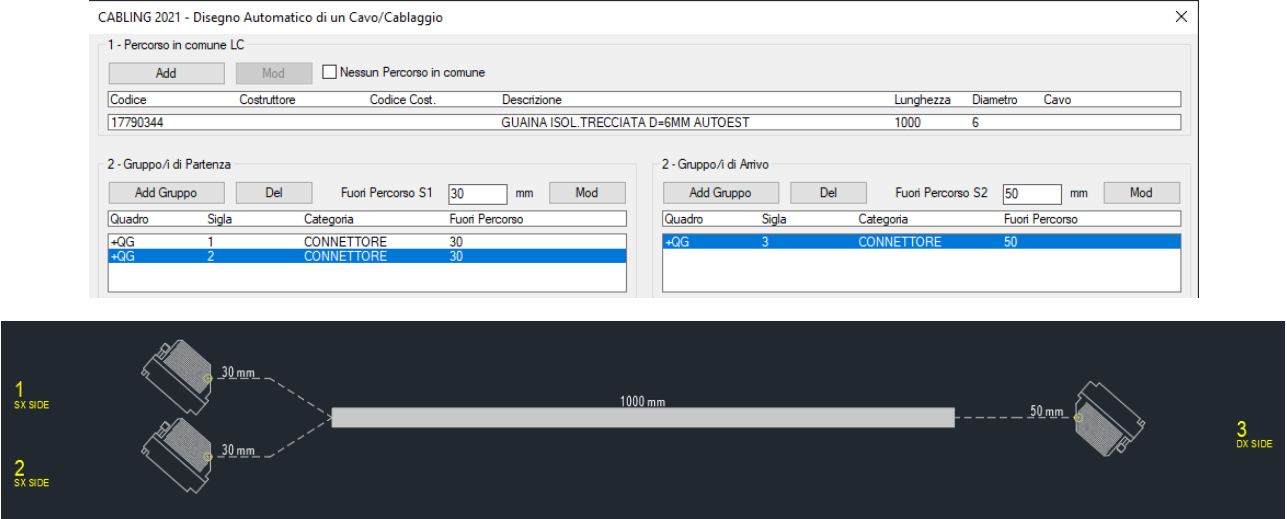 CABLING 2021 - Disegno Automatico di un Cavo/Cablaggio
1 - Percorso in comune LC
Add Mod Nessun Percorso in comune
Codice Costruttore Codice Cost. Descrizione Lunghezza Diametro Cavo
17790344 GUAINA ISOL.TRECCIATA D=6MM AUTOEST 1000 6
2 - Gruppo/i di Partenza
Add Gruppo Del Fuori Percorso S1 30 mm Mod
Quadro Sigla Categoria Fuori Percorso
+QG 1 CONNETTORE 30
+QG 2 CONNETTORE 30
2 - Gruppo/i di Arrivo
Add Gruppo Del Fuori Percorso S2 50 mm Mod
Quadro Sigla Categoria Fuori Percorso
+QG 3 CONNETTORE 50
1
SX SIDE
30 mm
2
SX SIDE
30 mm
1000 mm
50 mm
3
DX SIDE